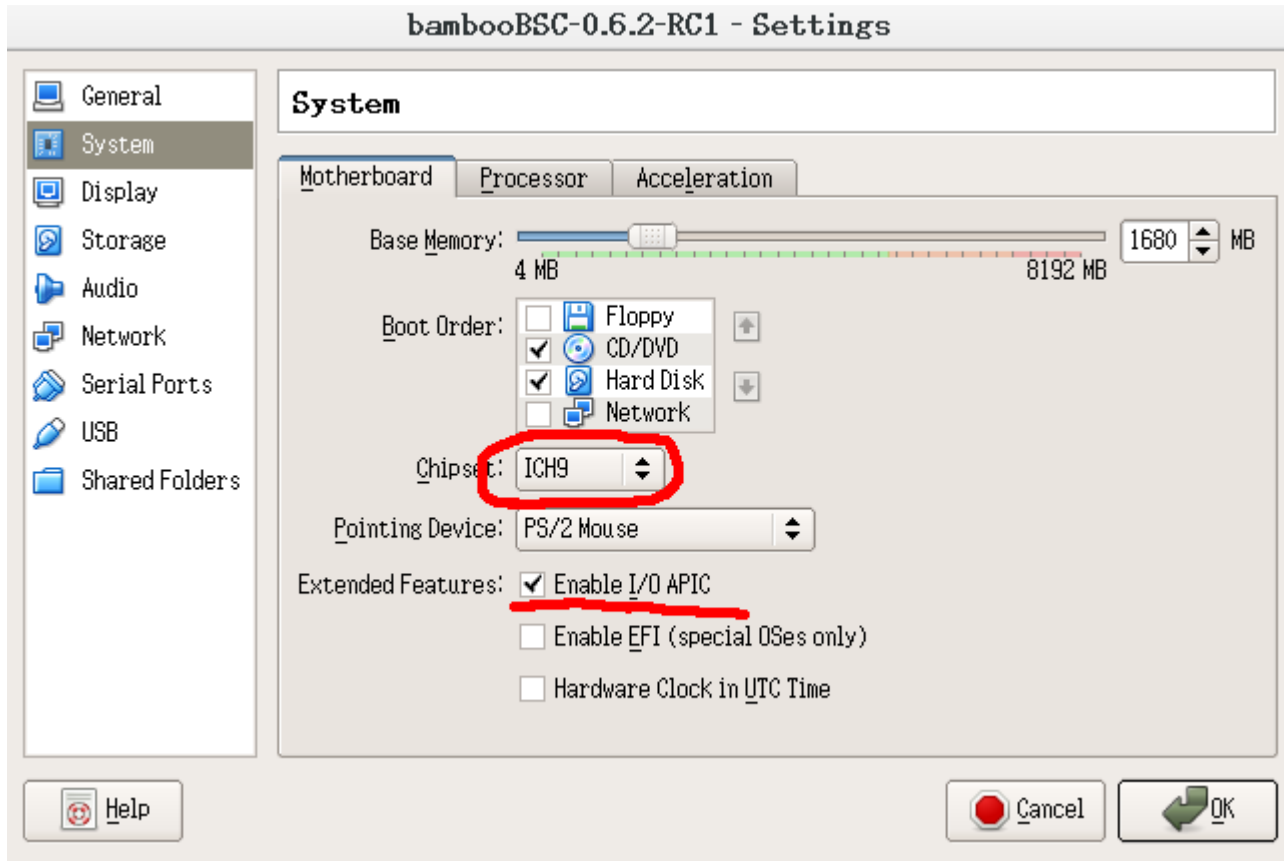 bambooBSC-0.6.2-RC1 - Settings
General
System
Display
Storage
Audio
Network
Serial Ports
USB
Shared Folders
System
Motherboard
Processor
Acceleration
Base Memory:
1680 MB
4 MB
8192 MB
Boot Order:
Floppy
CD/DVD
Hard Disk
Network
Chipset: ICH9
Pointing Device: PS/2 Mouse
Extended Features: Enable I/O APIC
Enable EFI (special OSes only)
Hardware Clock in UTC Time
Help
Cancel
OK